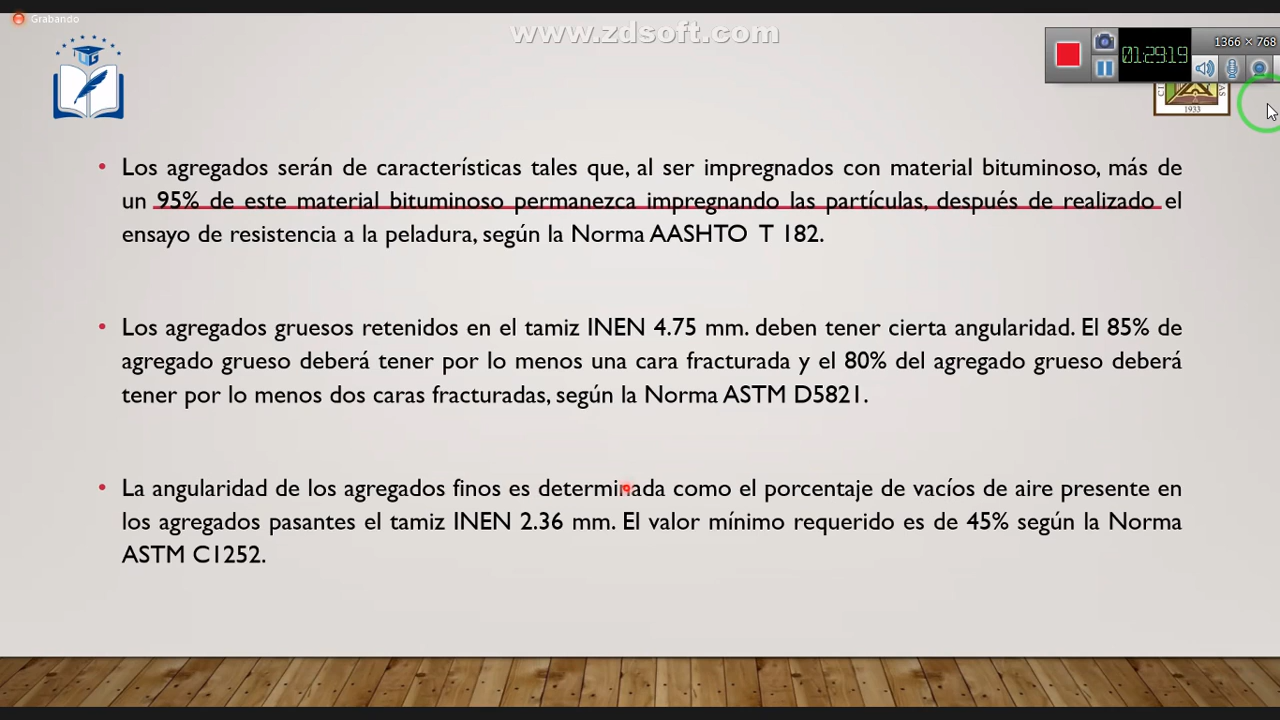 Grabando
www.zdsoft.com
01:29:19
1366 × 768
UG
1933
• Los agregados serán de características tales que, al ser impregnados con material bituminoso, más de
un 95% de este material bituminoso permanezca impregnando las partículas, después de realizado el
ensayo de resistencia a la peladura, según la Norma AASHTO T 182.
• Los agregados gruesos retenidos en el tamiz INEN 4.75 mm. deben tener cierta angularidad. El 85% de
agregado grueso deberá tener por lo menos una cara fracturada y el 80% del agregado grueso deberá
tener por lo menos dos caras fracturadas, según la Norma ASTM D5821.
• La angularidad de los agregados finos es determinada como el porcentaje de vacíos de aire presente en
los agregados pasantes el tamiz INEN 2.36 mm. El valor mínimo requerido es de 45% según la Norma
ASTM C1252.